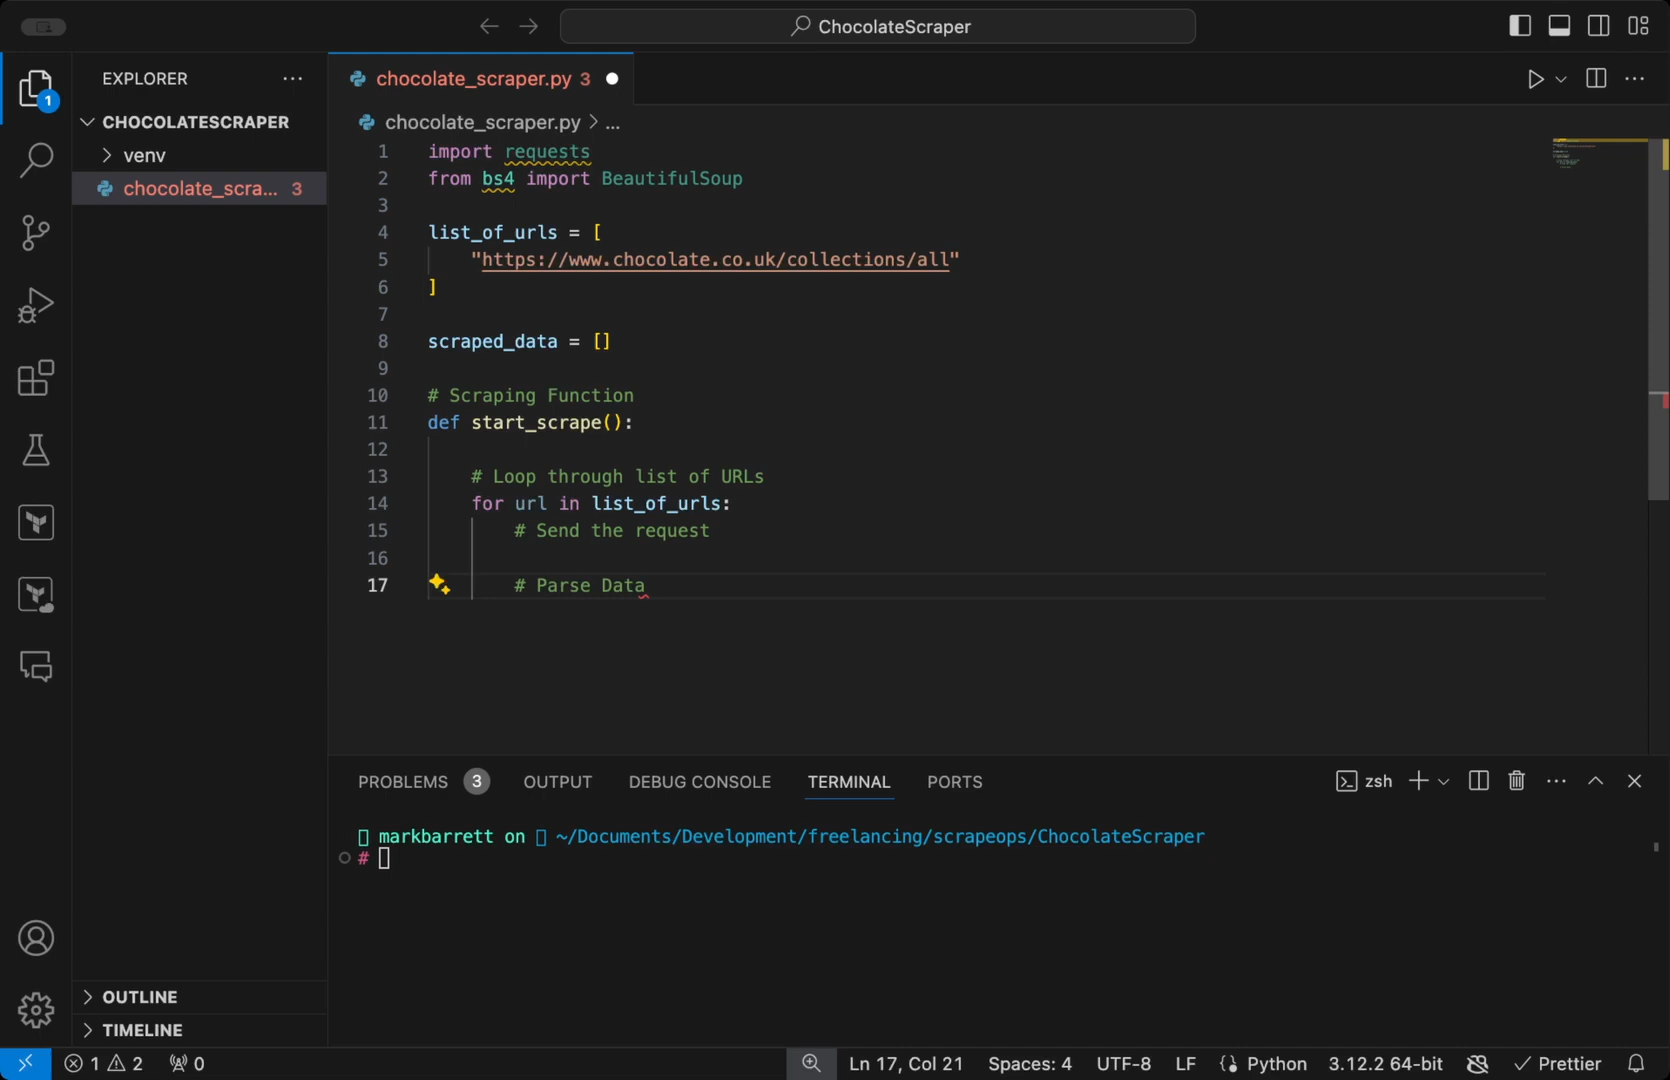 ChocolateScraper
EXPLORER
CHOCOLATESCRAPER
venv
chocolate_scra... 3
1
chocolate_scraper.py 3
chocolate_scraper.py > ...
1 import requests
2 from bs4 import BeautifulSoup
3
4 list_of_urls = [
5 "https://www.chocolate.co.uk/collections/all"
6 ]
7
8 scraped_data = []
9
10 # Scraping Function
11 def start_scrape():
12
13 # Loop through list of URLs
14 for url in list_of_urls:
15 # Send the request
16
17 # Parse Data
PROBLEMS 3 OUTPUT DEBUG CONSOLE TERMINAL PORTS
zsh
markbarrett on ~/Documents/Development/freelancing/scrapeops/ChocolateScraper
#
OUTLINE
TIMELINE
1 2 0 Ln 17, Col 21 Spaces: 4 UTF-8 LF Python 3.12.2 64-bit Prettier